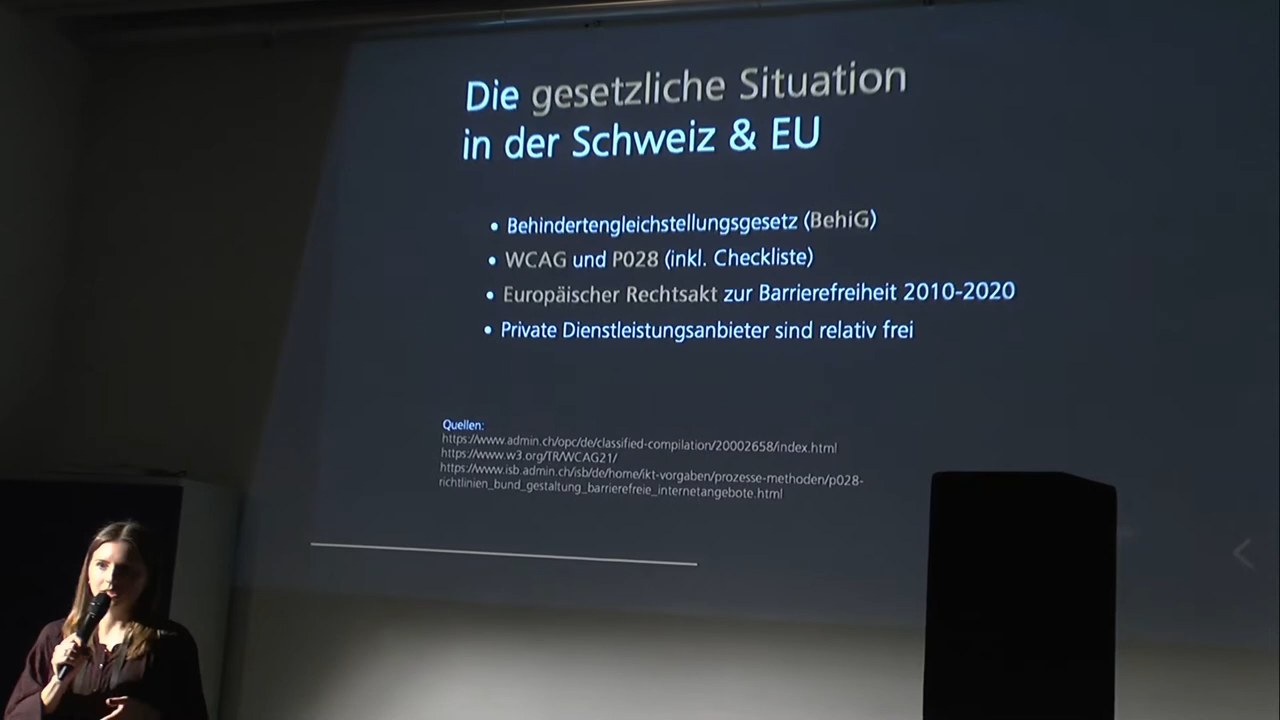 Die gesetzliche Situation
in der Schweiz & EU
• Behindertengleichstellungsgesetz (BehiG)
• WCAG und P028 (inkl. Checkliste)
• Europäischer Rechtsakt zur Barrierefreiheit 2010-2020
• Private Dienstleistungsanbieter sind relativ frei
Quellen:
https://www.admin.ch/opc/de/classified-compilation/20002658/index.html
https://www.w3.org/TR/WCAG21/
https://www.isb.admin.ch/isb/de/home/ikt-vorgaben/prozesse-methoden/p028-
richtlinien_bund_gestaltung_barrierefreie_internetangebote.html